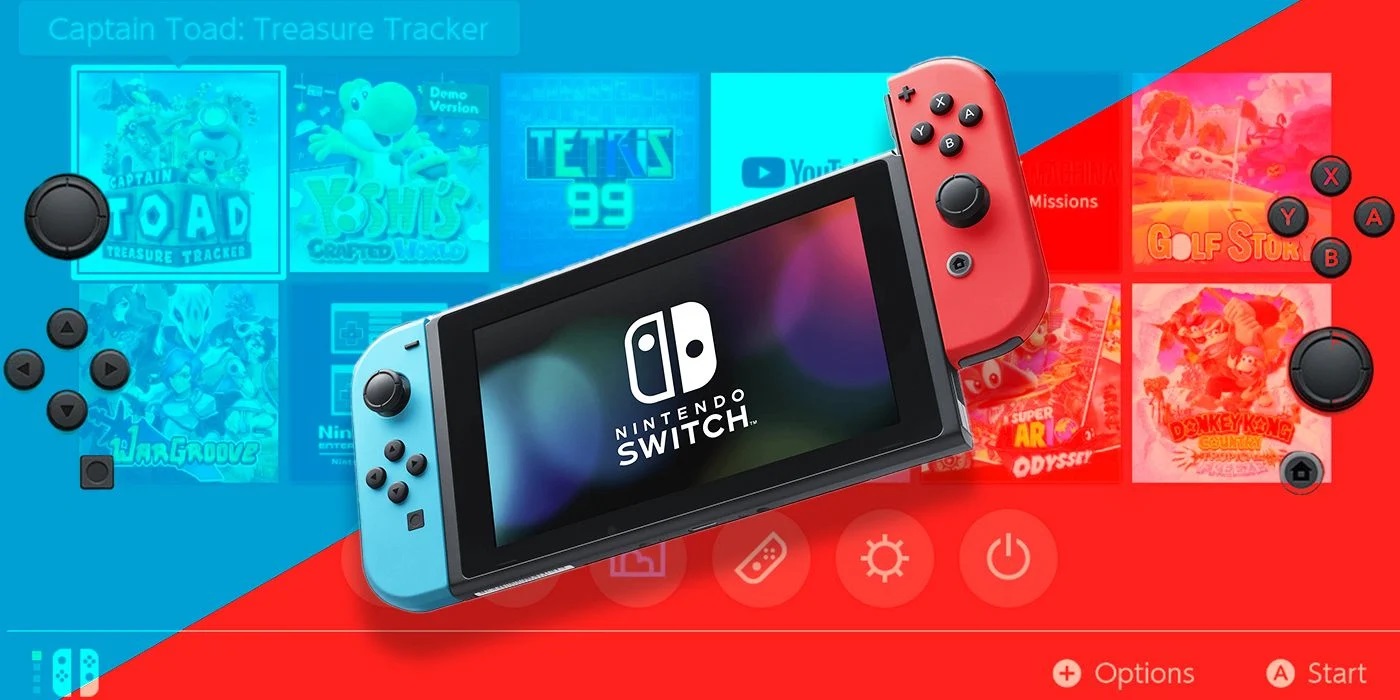 Captain Toad: Treasure Tracker
CAPTAIN
TOAD
TREASURE TRACKER
Demo
Version
YOSHI'S
CRAFTED WORLD
TETRIS
99
Missions
GOLF STORY
X
Y
A
B
X
A
Y
B
NINTENDO
SWITCH
TM
WARGROOVE
SUPER
ODYSSEY
DONKEY KONG
COUNTRY
Options
A
Start